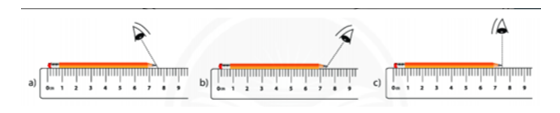 a) 0cm 1 2 3 4 5 6 7 8 9
b) 0cm 1 2 3 4 5 6 7 8 9
c) 0cm 1 2 3 4 5 6 7 8 9